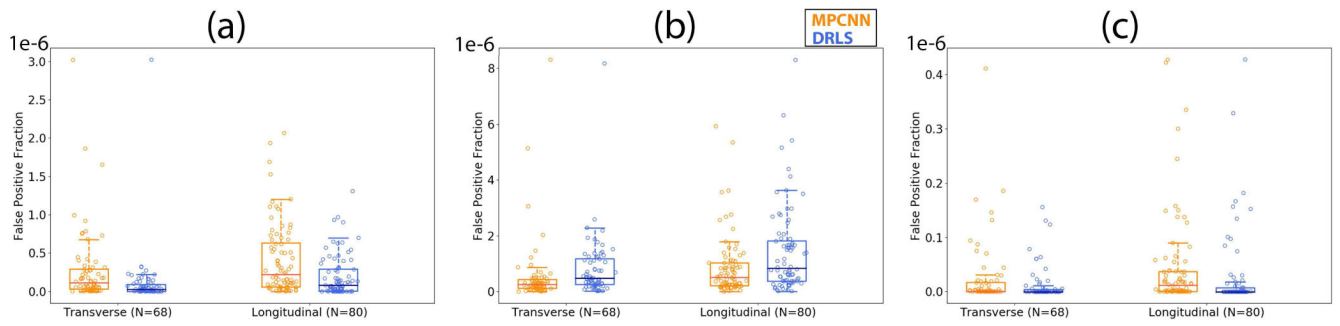 (a)
1e-6
False Positive Fraction
3.0
2.5
2.0
1.5
1.0
0.5
0.0
Transverse (N=68)
Longitudinal (N=80)
(b)
MPCNN
DRLS
1e-6
False Positive Fraction
8
6
4
2
0
Transverse (N=68)
Longitudinal (N=80)
(c)
1e-6
False Positive Fraction
0.4
0.3
0.2
0.1
0.0
Transverse (N=68)
Longitudinal (N=80)